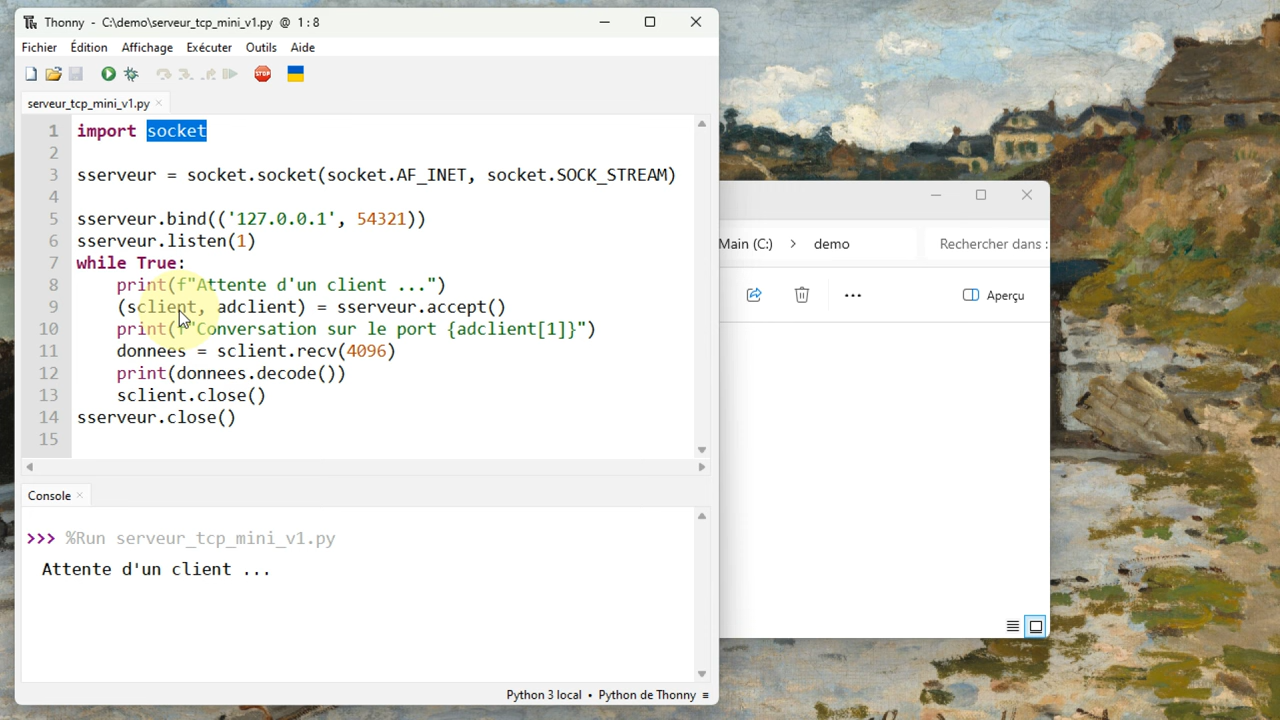 Thonny - C:\demo\serveur_tcp_mini_v1.py @ 1 : 8
Fichier Édition Affichage Exécuter Outils Aide
STOP
serveur_tcp_mini_v1.py
1 import socket
2
3 sserveur = socket.socket(socket.AF_INET, socket.SOCK_STREAM)
4
5 sserveur.bind(('127.0.0.1', 54321))
6 sserveur.listen(1)
7 while True:
8 print(f"Attente d'un client ...")
9 (sclient, adclient) = sserveur.accept()
10 print(f"Conversation sur le port {adclient[1]}")
11 donnees = sclient.recv(4096)
12 print(donnees.decode())
13 sclient.close()
14 sserveur.close()
15
Console
>>> %Run serveur_tcp_mini_v1.py
Attente d'un client ...
Python 3 local • Python de Thonny ≡
Main (C:) > demo
Rechercher dans :
Aperçu